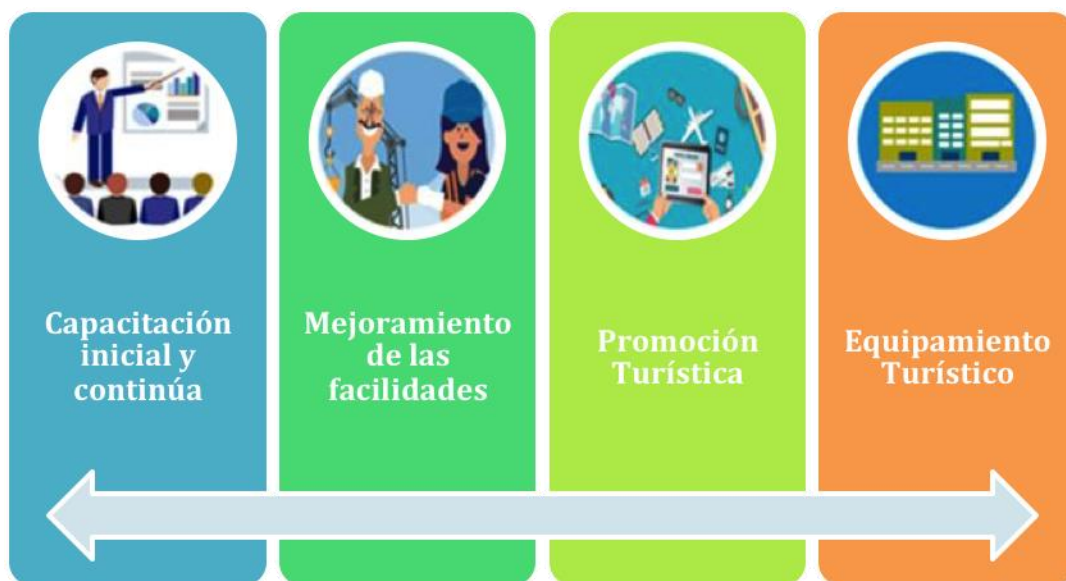 Capacitación
inicial y
continúa
Mejoramiento
de las
facilidades
Promoción
Turística
Equipamiento
Turístico